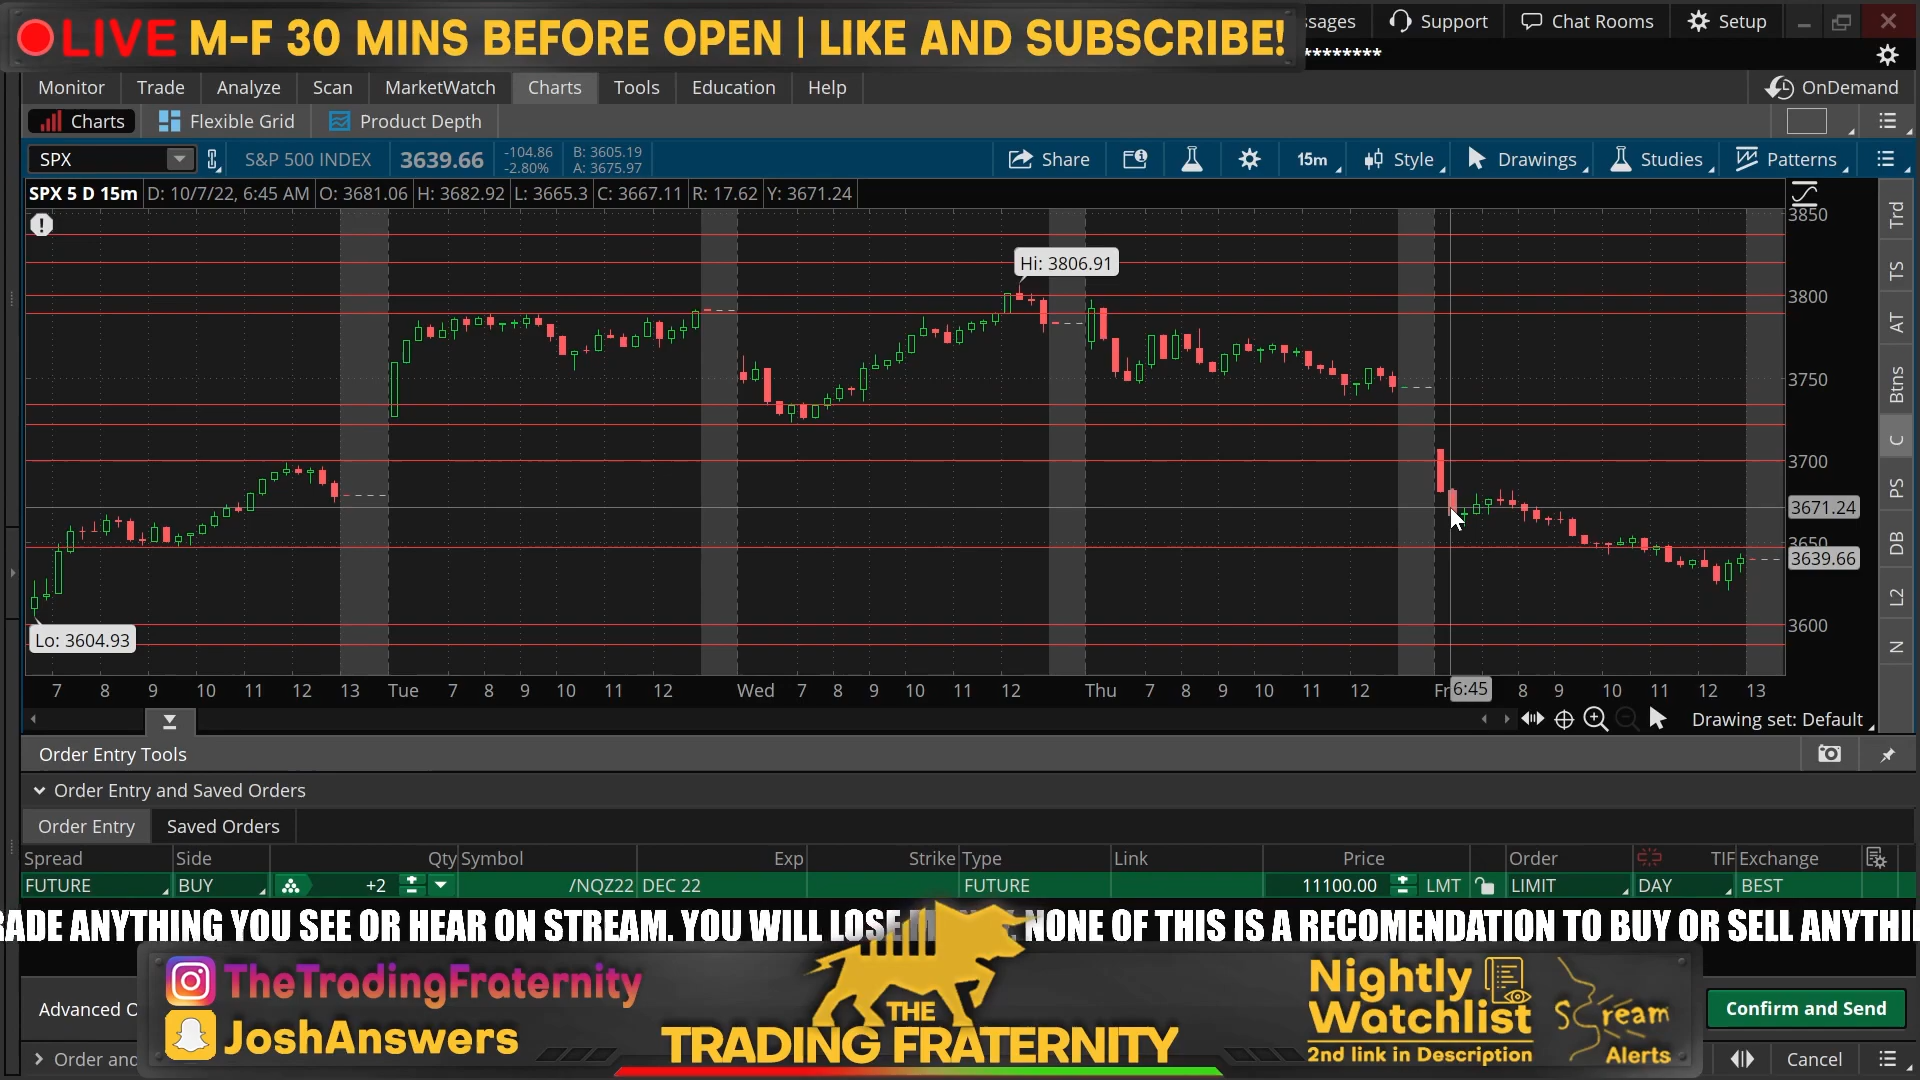 LIVE M-F 30 MINS BEFORE OPEN | LIKE AND SUBSCRIBE!
Support Chat Rooms Setup
*********
Monitor Trade Analyze Scan MarketWatch Charts Tools Education Help OnDemand
Charts Flexible Grid Product Depth
SPX S&P 500 INDEX 3639.66 -104.86 -2.80% B: 3605.19 A: 3675.97 Share 15m Style Drawings Studies Patterns
SPX 5 D 15m D: 10/7/22, 6:45 AM O: 3681.06 H: 3682.92 L: 3665.3 C: 3667.11 R: 17.62 Y: 3671.24
3850
Hi: 3806.91
3800
3750
3700
3671.24
3650
3639.66
3600
Lo: 3604.93
Trd
TS
AT
Btns
C
PS
DB
L2
N
7 8 9 10 11 12 13 Tue 7 8 9 10 11 12 Wed 7 8 9 10 11 12 Thu 7 8 9 10 11 12 Fr 6:45 8 9 10 11 12 13
Drawing set: Default
Order Entry Tools
Order Entry and Saved Orders
Order Entry Saved Orders
Spread Side Qty Symbol Exp Strike Type Link Price Order TIF Exchange
FUTURE BUY +2 /NQZ22 DEC 22 FUTURE 11100.00 LMT LIMIT DAY BEST
ANYTHING YOU SEE OR HEAR ON STREAM. YOU WILL LOSE NONE OF THIS IS A RECOMENDATION TO BUY OR SELL
Advanced
TheTradingFraternity
JoshAnswers
THE
TRADING FRATERNITY
Nightly
Watchlist
2nd link in Description
Scream
Alerts
Confirm and Send
Order and
Cancel